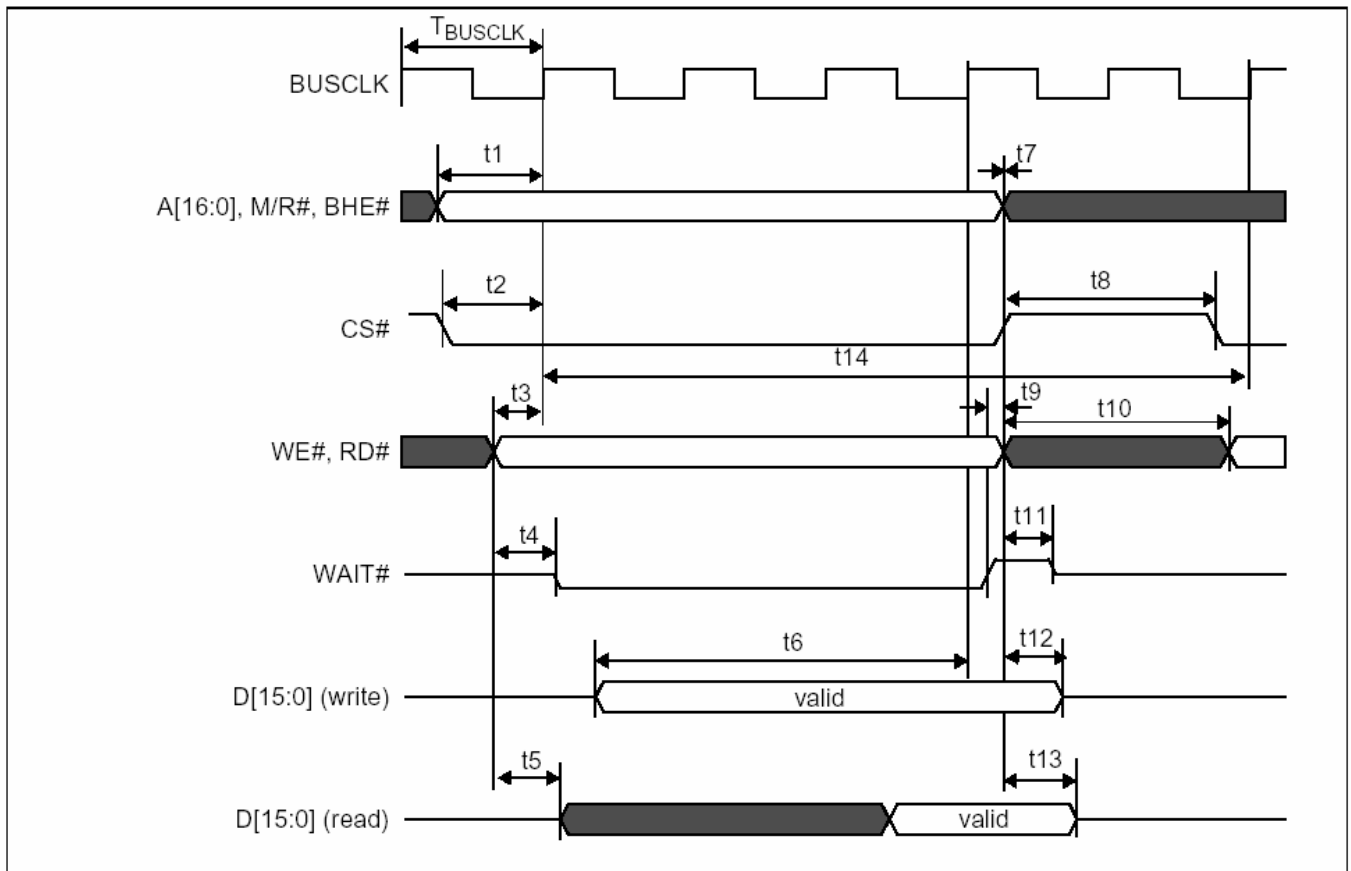 TBUSCLK
BUSCLK
t1
t7
A[16:0], M/R#, BHE#
t2
t8
CS#
t14
t3
t9
t10
WE#, RD#
t4
t11
WAIT#
t6
t12
D[15:0] (write)
valid
t5
t13
D[15:0] (read)
valid